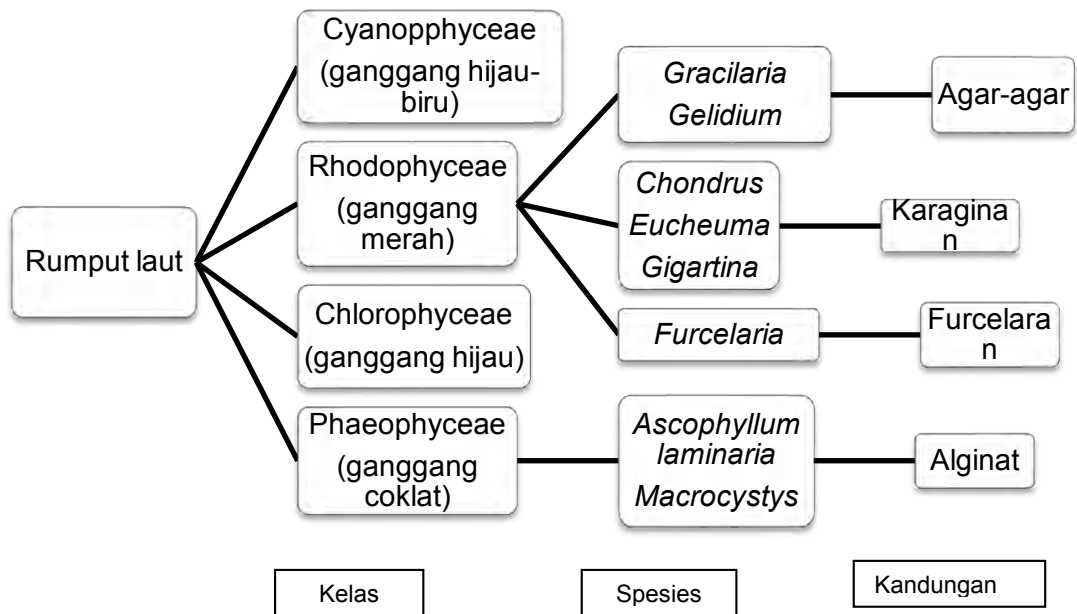 Rumput laut
Cyanopphyceae
(ganggang hijau-
biru)
Rhodophyceae
(ganggang
merah)
Chlorophyceae
(ganggang hijau)
Phaeophyceae
(ganggang
coklat)
Gracilaria
Gelidium
Chondrus
Eucheuma
Gigartina
Furcelaria
Ascophyllum
laminaria
Macrocystys
Agar-agar
Karagina
n
Furcelara
n
Alginat
Kelas
Spesies
Kandungan